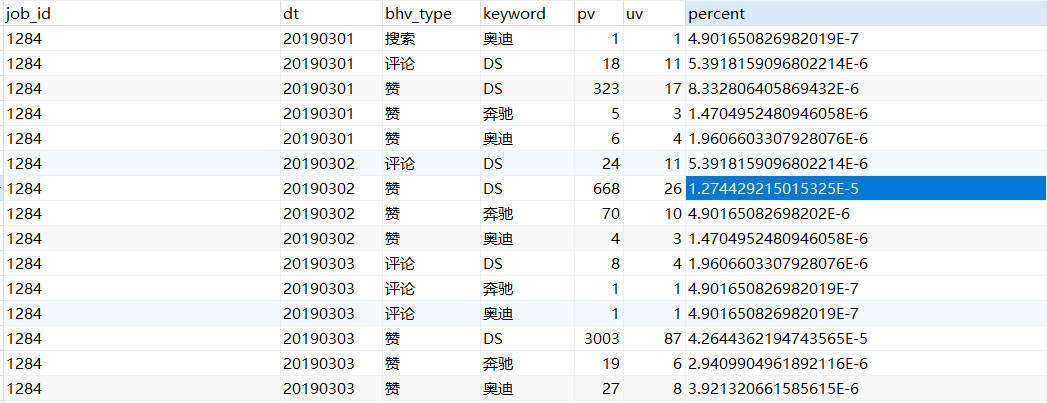 job_id dt bhv_type keyword pv uv percent
1284 20190301 搜索 奥迪 1 1 4.901650826982019E-7
1284 20190301 评论 DS 18 11 5.3918159096802214E-6
1284 20190301 赞 DS 323 17 8.332806405869432E-6
1284 20190301 赞 奔驰 5 3 1.4704952480946058E-6
1284 20190301 赞 奥迪 6 4 1.9606603307928076E-6
1284 20190302 评论 DS 24 11 5.3918159096802214E-6
1284 20190302 赞 DS 668 26 1.274429215015325E-5
1284 20190302 赞 奔驰 70 10 4.90165082698202E-6
1284 20190302 赞 奥迪 4 3 1.4704952480946058E-6
1284 20190303 评论 DS 8 4 1.9606603307928076E-6
1284 20190303 评论 奔驰 1 1 4.901650826982019E-7
1284 20190303 评论 奥迪 1 1 4.901650826982019E-7
1284 20190303 赞 DS 3003 87 4.2644362194743565E-5
1284 20190303 赞 奔驰 19 6 2.9409904961892116E-6
1284 20190303 赞 奥迪 27 8 3.921320661585615E-6